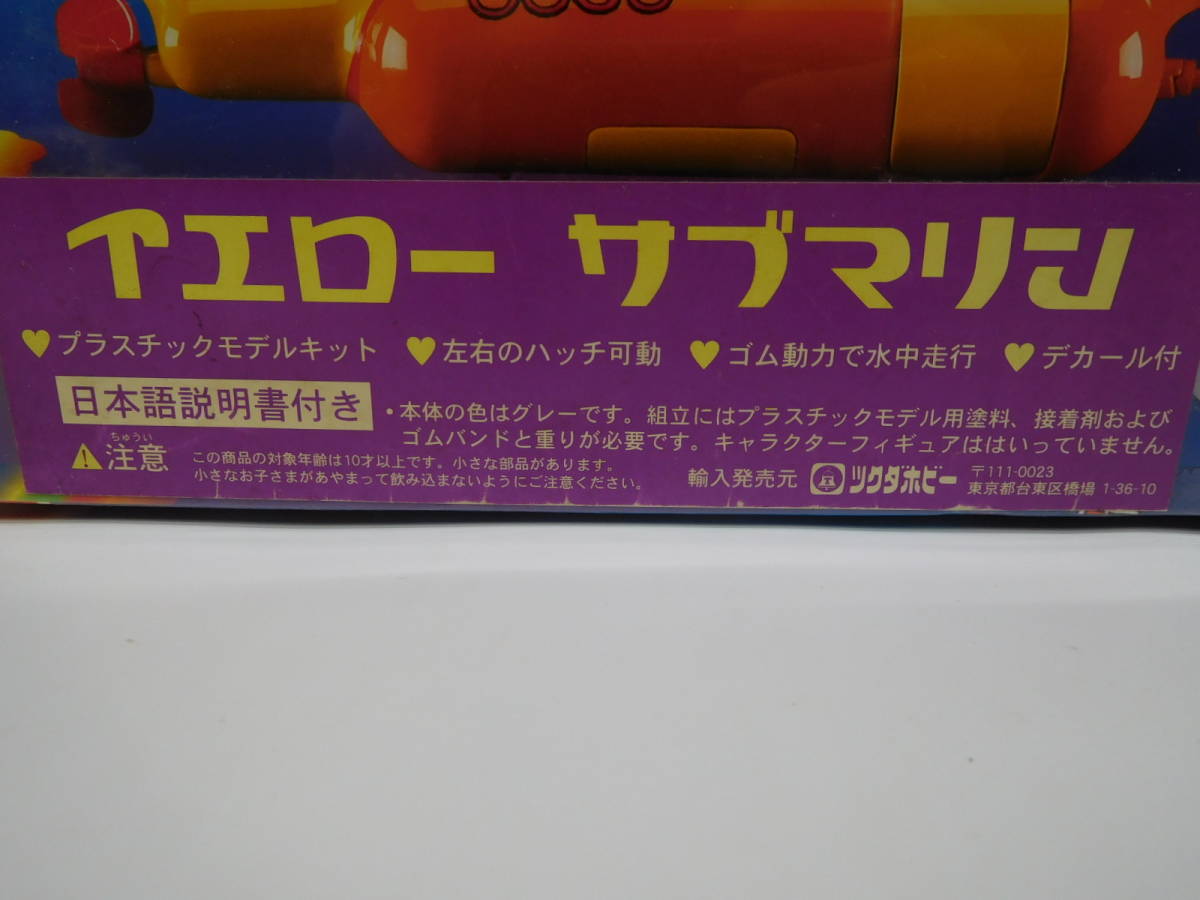 イエロー サブマリン
♥プラスチックモデルキット ♥左右のハッチ可動 ♥ゴム動力で水中走行 ♥デカール付
日本語説明書付き
・本体の色はグレーです。組立にはプラスチックモデル用塗料、接着剤および
ゴムバンドと重りが必要です。キャラクターフィギュアははいっていません。
ちゅうい
注意
この商品の対象年齢は10才以上です。小さな部品があります。
小さなお子さまがあやまって飲み込まないようにご注意ください。
輸入発売元 ツクダホビー
〒111-0023
東京都台東区橋場 1-36-10